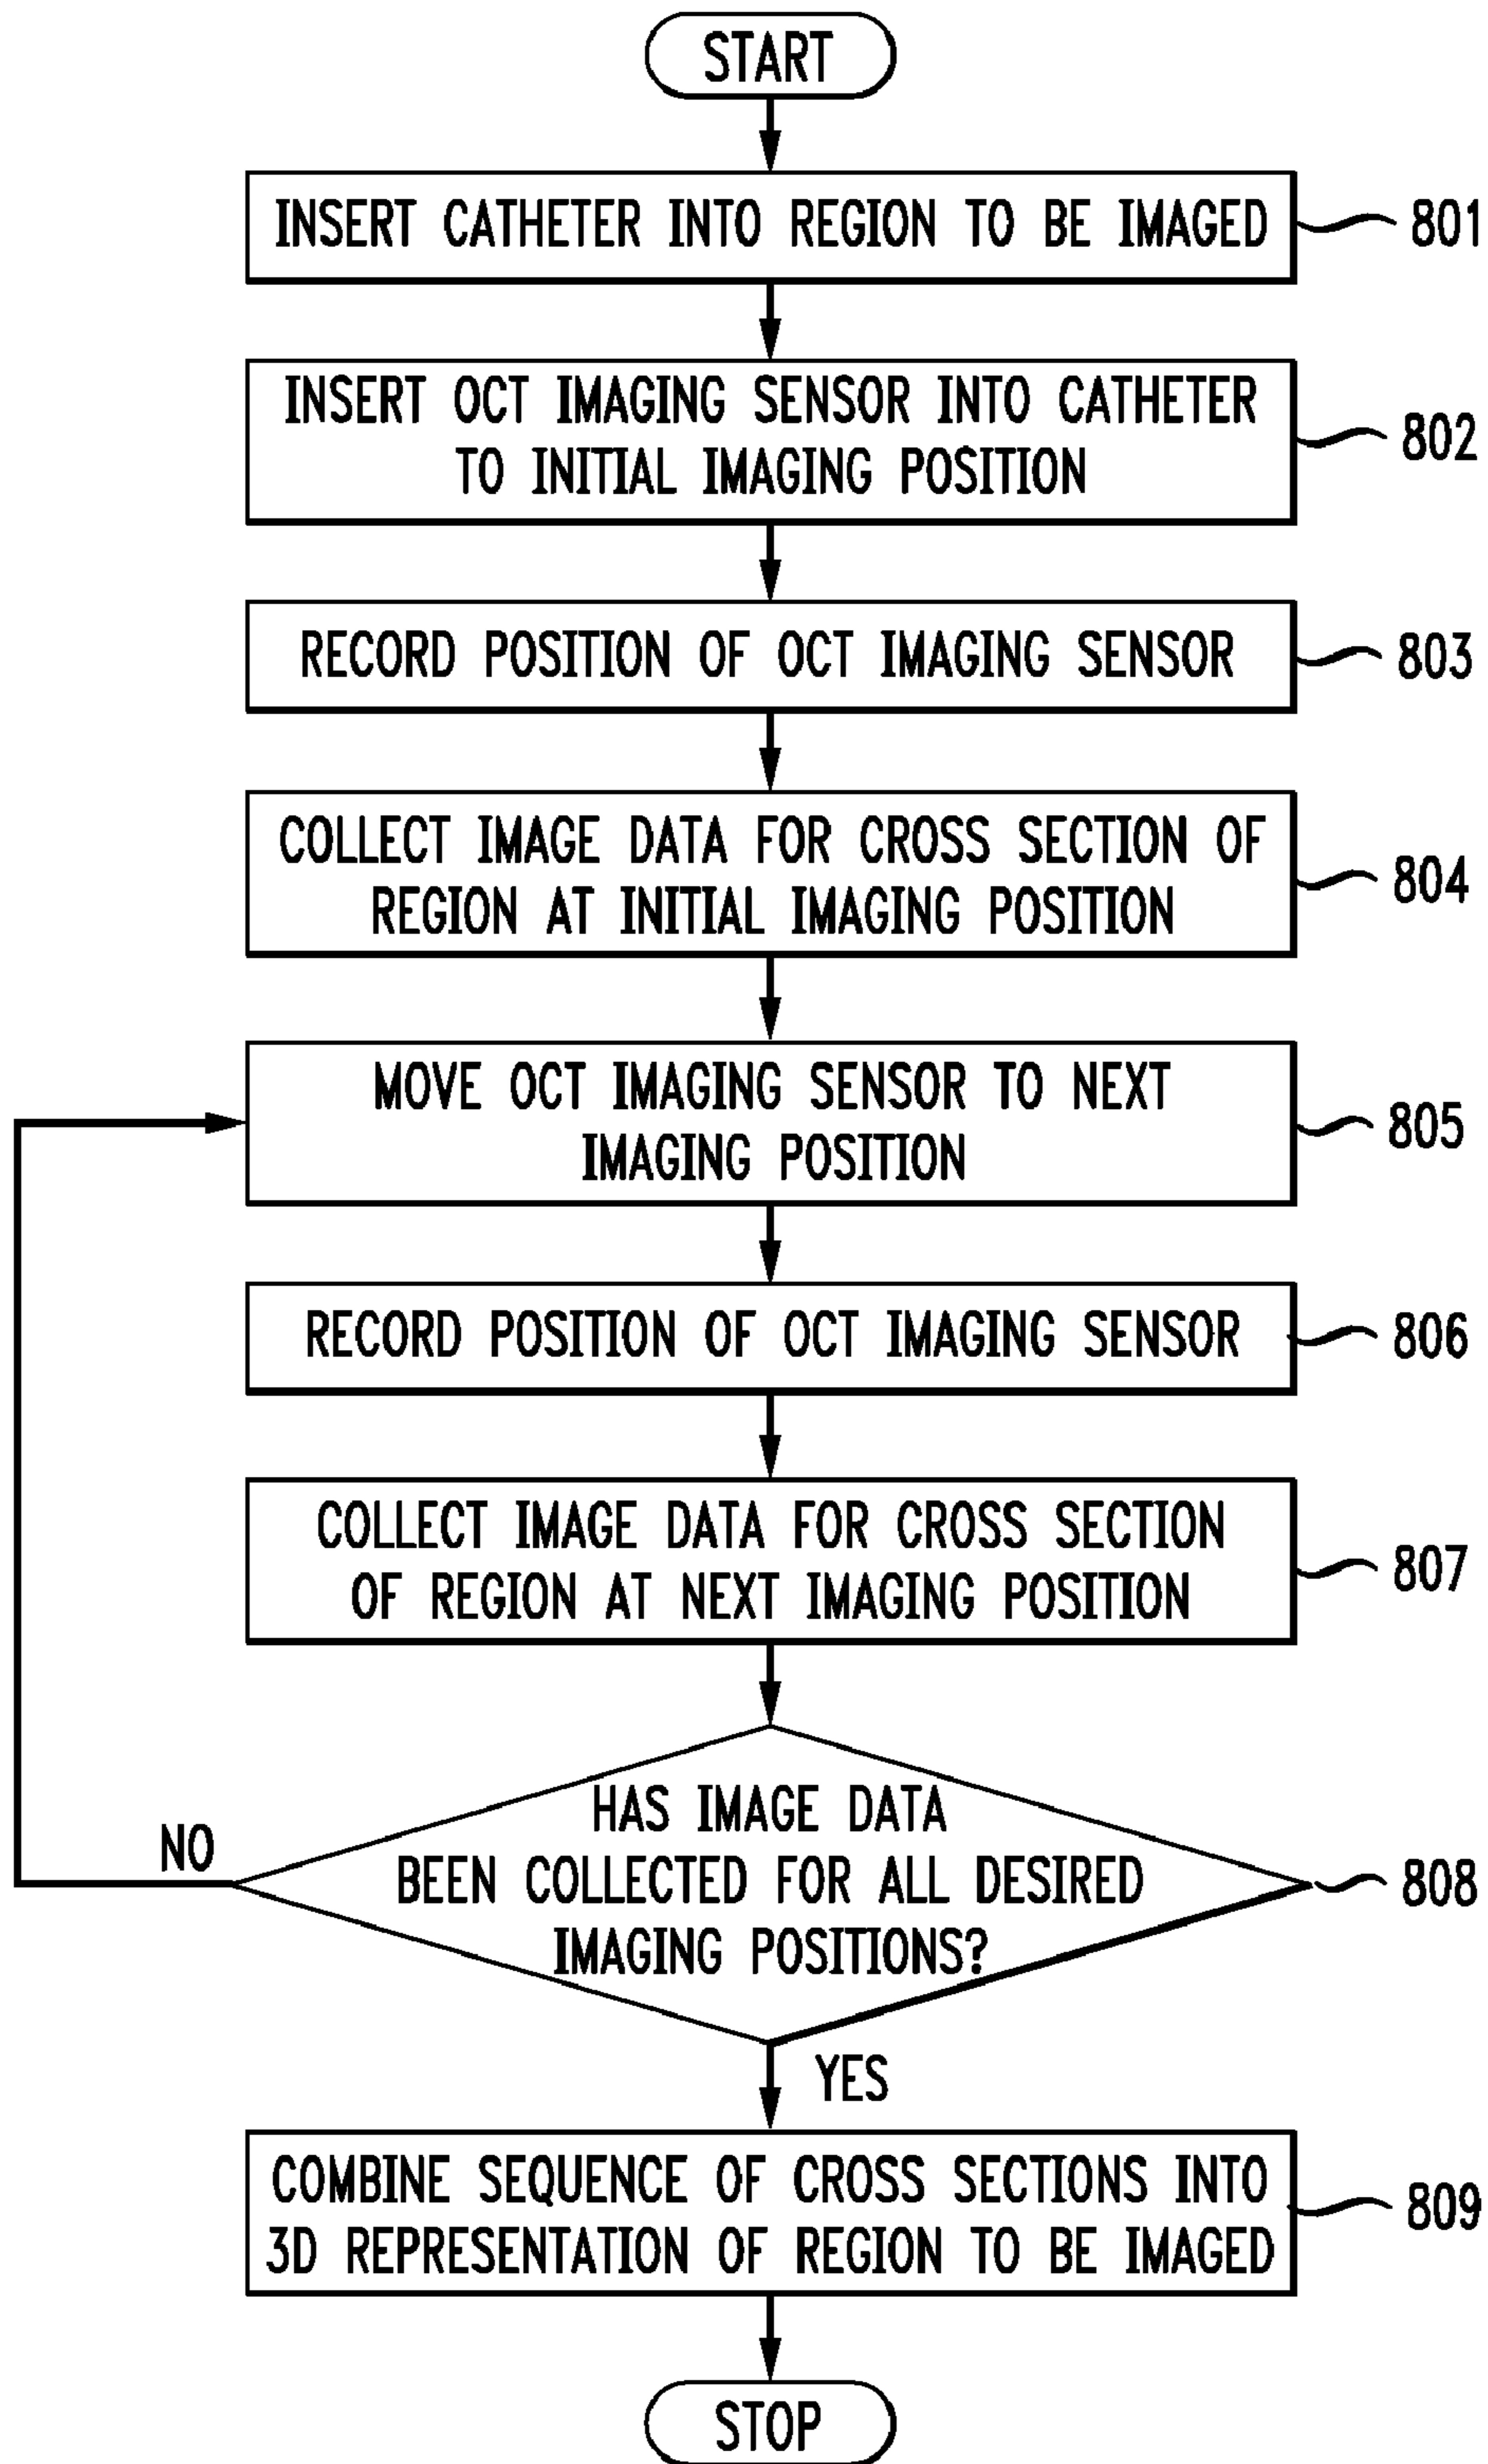 START
INSERT CATHETER INTO REGION TO BE IMAGED
801
INSERT OCT IMAGING SENSOR INTO CATHETER
TO INITIAL IMAGING POSITION
802
RECORD POSITION OF OCT IMAGING SENSOR
803
COLLECT IMAGE DATA FOR CROSS SECTION OF
REGION AT INITIAL IMAGING POSITION
804
MOVE OCT IMAGING SENSOR TO NEXT
IMAGING POSITION
805
RECORD POSITION OF OCT IMAGING SENSOR
806
COLLECT IMAGE DATA FOR CROSS SECTION
OF REGION AT NEXT IMAGING POSITION
807
HAS IMAGE DATA
BEEN COLLECTED FOR ALL DESIRED
IMAGING POSITIONS?
NO
808
YES
COMBINE SEQUENCE OF CROSS SECTIONS INTO
3D REPRESENTATION OF REGION TO BE IMAGED
809
STOP